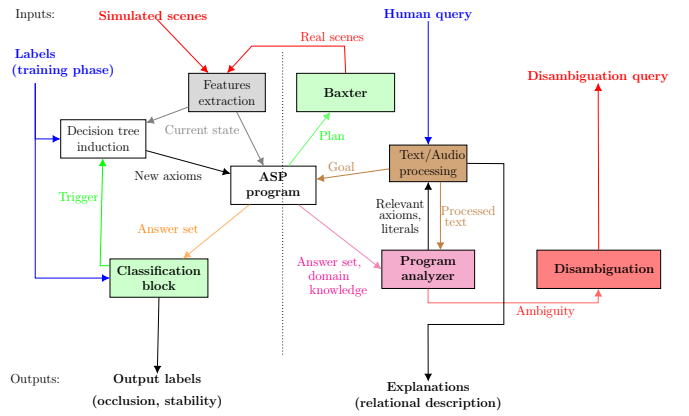 Inputs:
Simulated scenes
Human query
Real scenes
Labels
(training phase)
Features
extraction
Baxter
Disambiguation query
Decision tree
induction
Current state
Plan
Text/Audio
processing
New axioms
ASP
program
Goal
Trigger
Relevant
axioms,
literals
Processed
text
Answer set
Classification
block
Answer set,
domain
knowledge
Program
analyzer
Disambiguation
Ambiguity
Outputs:
Output labels
(occlusion, stability)
Explanations
(relational description)